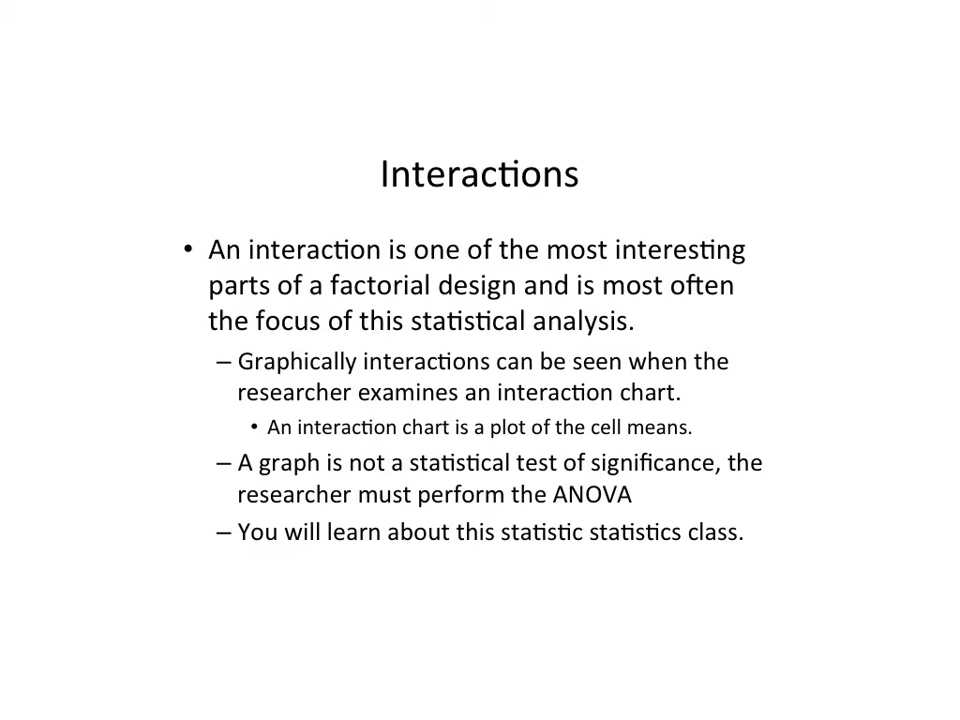 Interactions
• An interaction is one of the most interesting
parts of a factorial design and is most often
the focus of this statistical analysis.
– Graphically interactions can be seen when the
researcher examines an interaction chart.
• An interaction chart is a plot of the cell means.
– A graph is not a statistical test of significance, the
researcher must perform the ANOVA
– You will learn about this statistic statistics class.